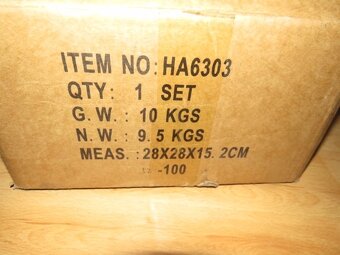 ITEM NO: HA6303
QTY: 1 SET
G. W. : 10 KGS
N. W. : 9. 5 KGS
MEAS. : 28X28X15. 2CM
-100